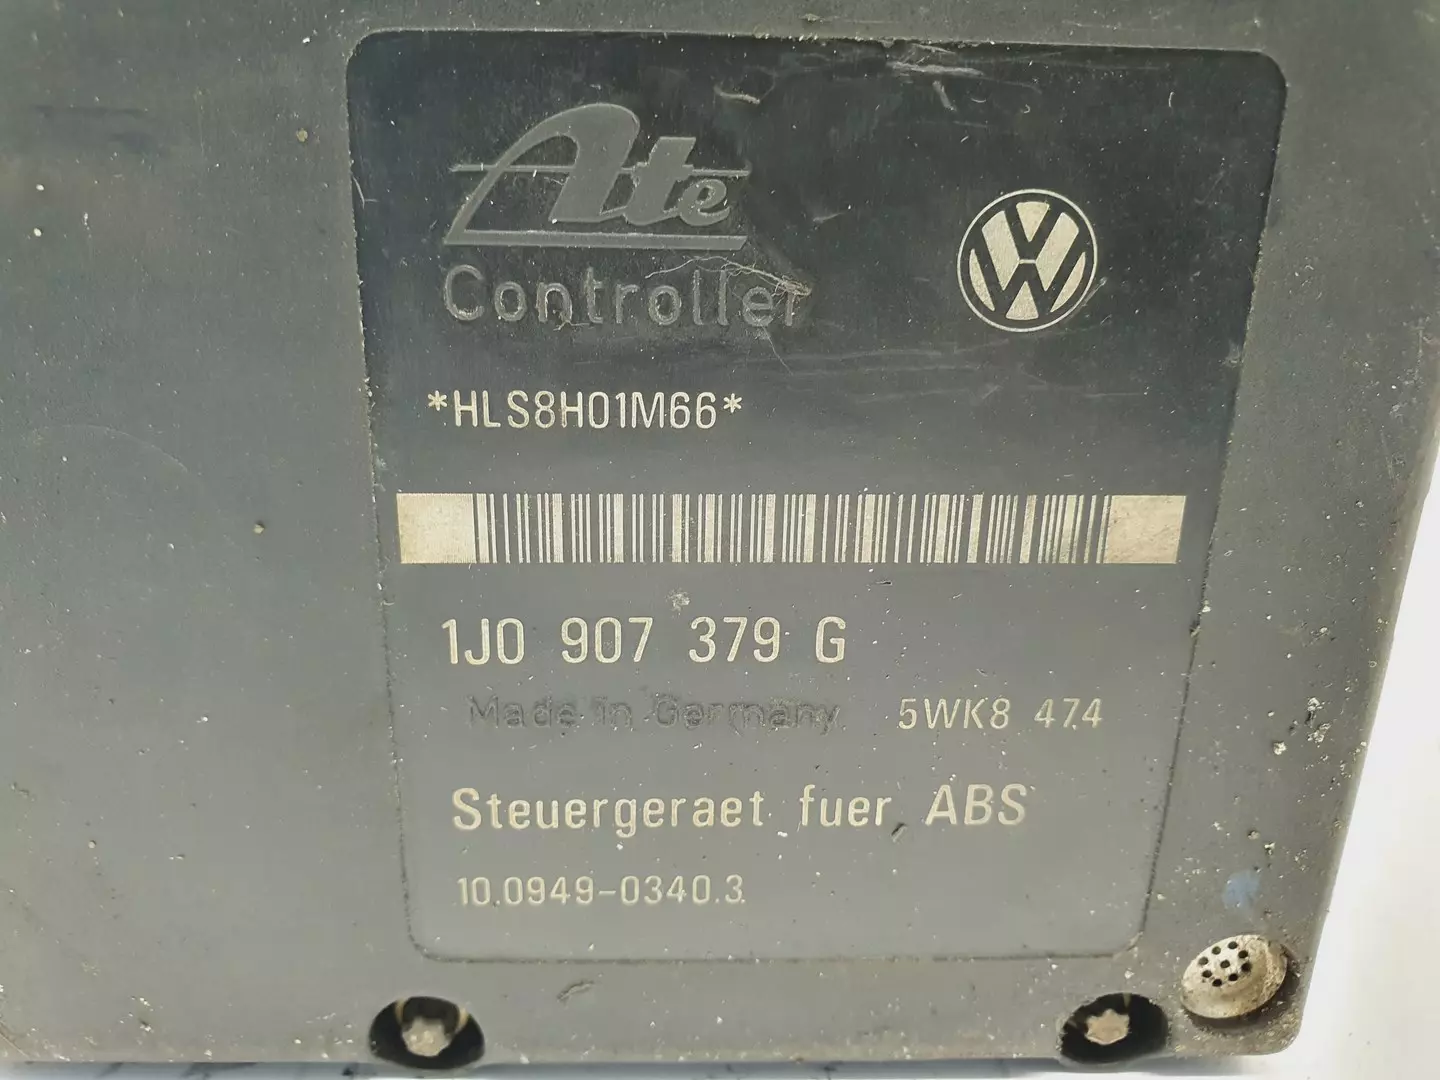 Ate
Controller
*HLS8H01M66*
1J0 907 379 G
Made in Germany 5WK8 474
Steuergeraet fuer ABS
10.0949-0340.3